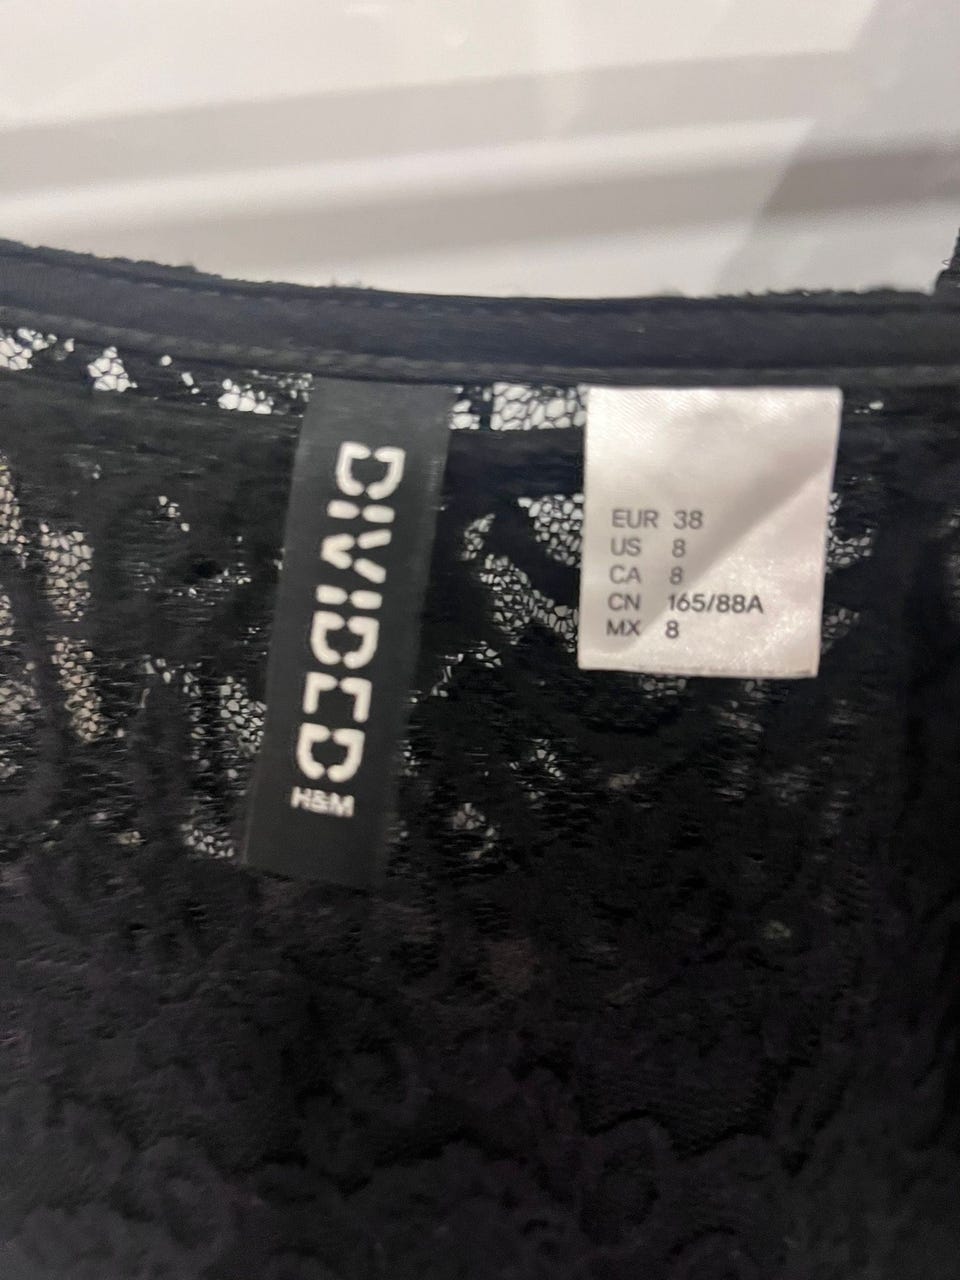 DIVIDED
H&M
EUR 38
US 8
CA 8
CN 165/88A
MX 8